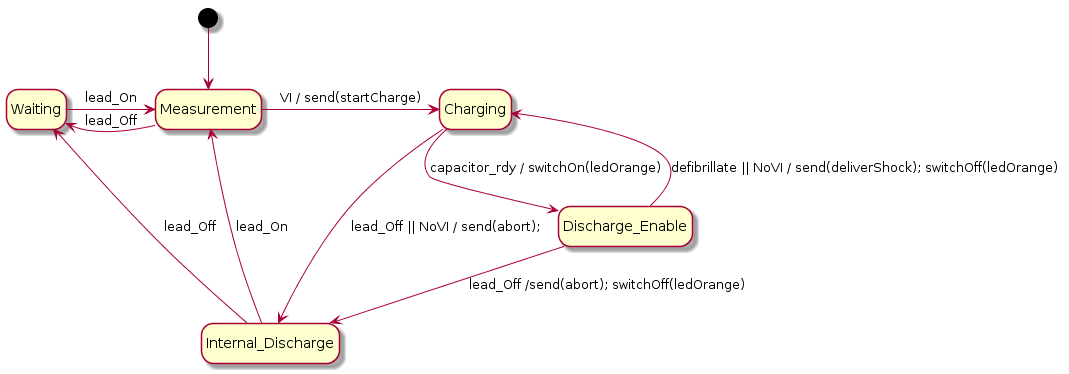 Waiting
lead_On
lead_Off
Measurement
VI / send(startCharge)
Charging
capacitor_rdy / switchOn(ledOrange)
defibrillate || NoVI / send(deliverShock); switchOff(ledOrange)
lead_Off
lead_On
lead_Off || NoVI / send(abort);
Discharge_Enable
lead_Off /send(abort); switchOff(ledOrange)
Internal_Discharge